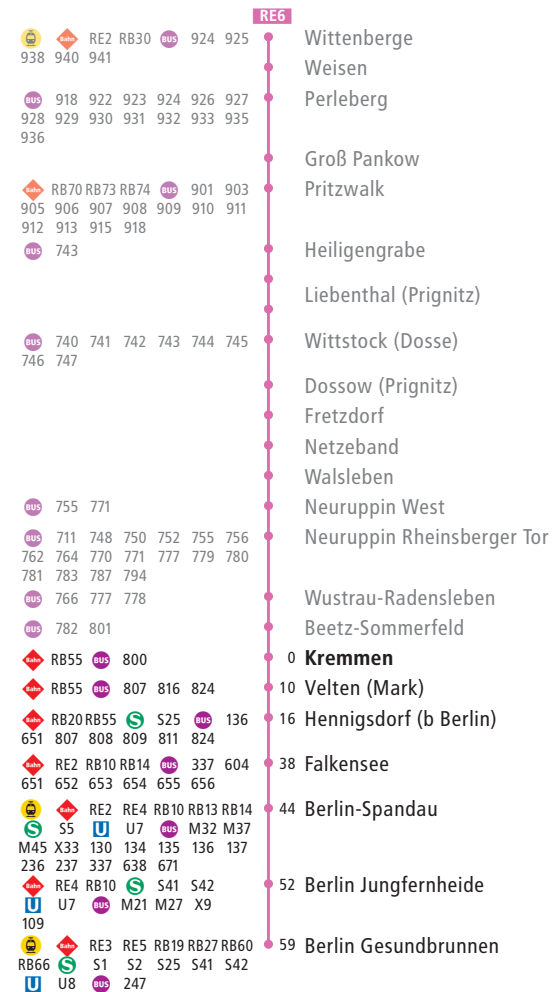 RE6
Bahn RE2 RB30 BUS 924 925 Wittenberge
938 940 941
Weisen
BUS 918 922 923 924 926 927 Perleberg
928 929 930 931 932 933 935
936
Groß Pankow
Bahn RB70 RB73 RB74 BUS 901 903 Pritzwalk
905 906 907 908 909 910 911
912 913 915 918
BUS 743 Heiligengrabe
Liebenthal (Prignitz)
BUS 740 741 742 743 744 745 Wittstock (Dosse)
746 747
Dossow (Prignitz)
Fretzdorf
Netzeband
Walsleben
BUS 755 771 Neuruppin West
BUS 711 748 750 752 755 756 Neuruppin Rheinsberger Tor
762 764 770 771 777 779 780
781 783 787 794
BUS 766 777 778 Wustrau-Radensleben
BUS 782 801 Beetz-Sommerfeld
Bahn RB55 BUS 800 0 Kremmen
Bahn RB55 BUS 807 816 824 10 Velten (Mark)
Bahn RB20 RB55 S S25 BUS 136 16 Hennigsdorf (b Berlin)
651 807 808 809 811 824
Bahn RE2 RB10 RB14 BUS 337 604 38 Falkensee
651 652 653 654 655 656
Bahn RE2 RE4 RB10 RB13 RB14 44 Berlin-Spandau
S S5 U U7 BUS M32 M37
M45 X33 130 134 135 136 137
236 237 337 638 671
Bahn RE4 RB10 S S41 S42 52 Berlin Jungfernheide
U U7 BUS M21 M27 X9
109
Bahn RE3 RE5 RB19 RB27 RB60 59 Berlin Gesundbrunnen
RB66 S S1 S2 S25 S41 S42
U U8 BUS 247